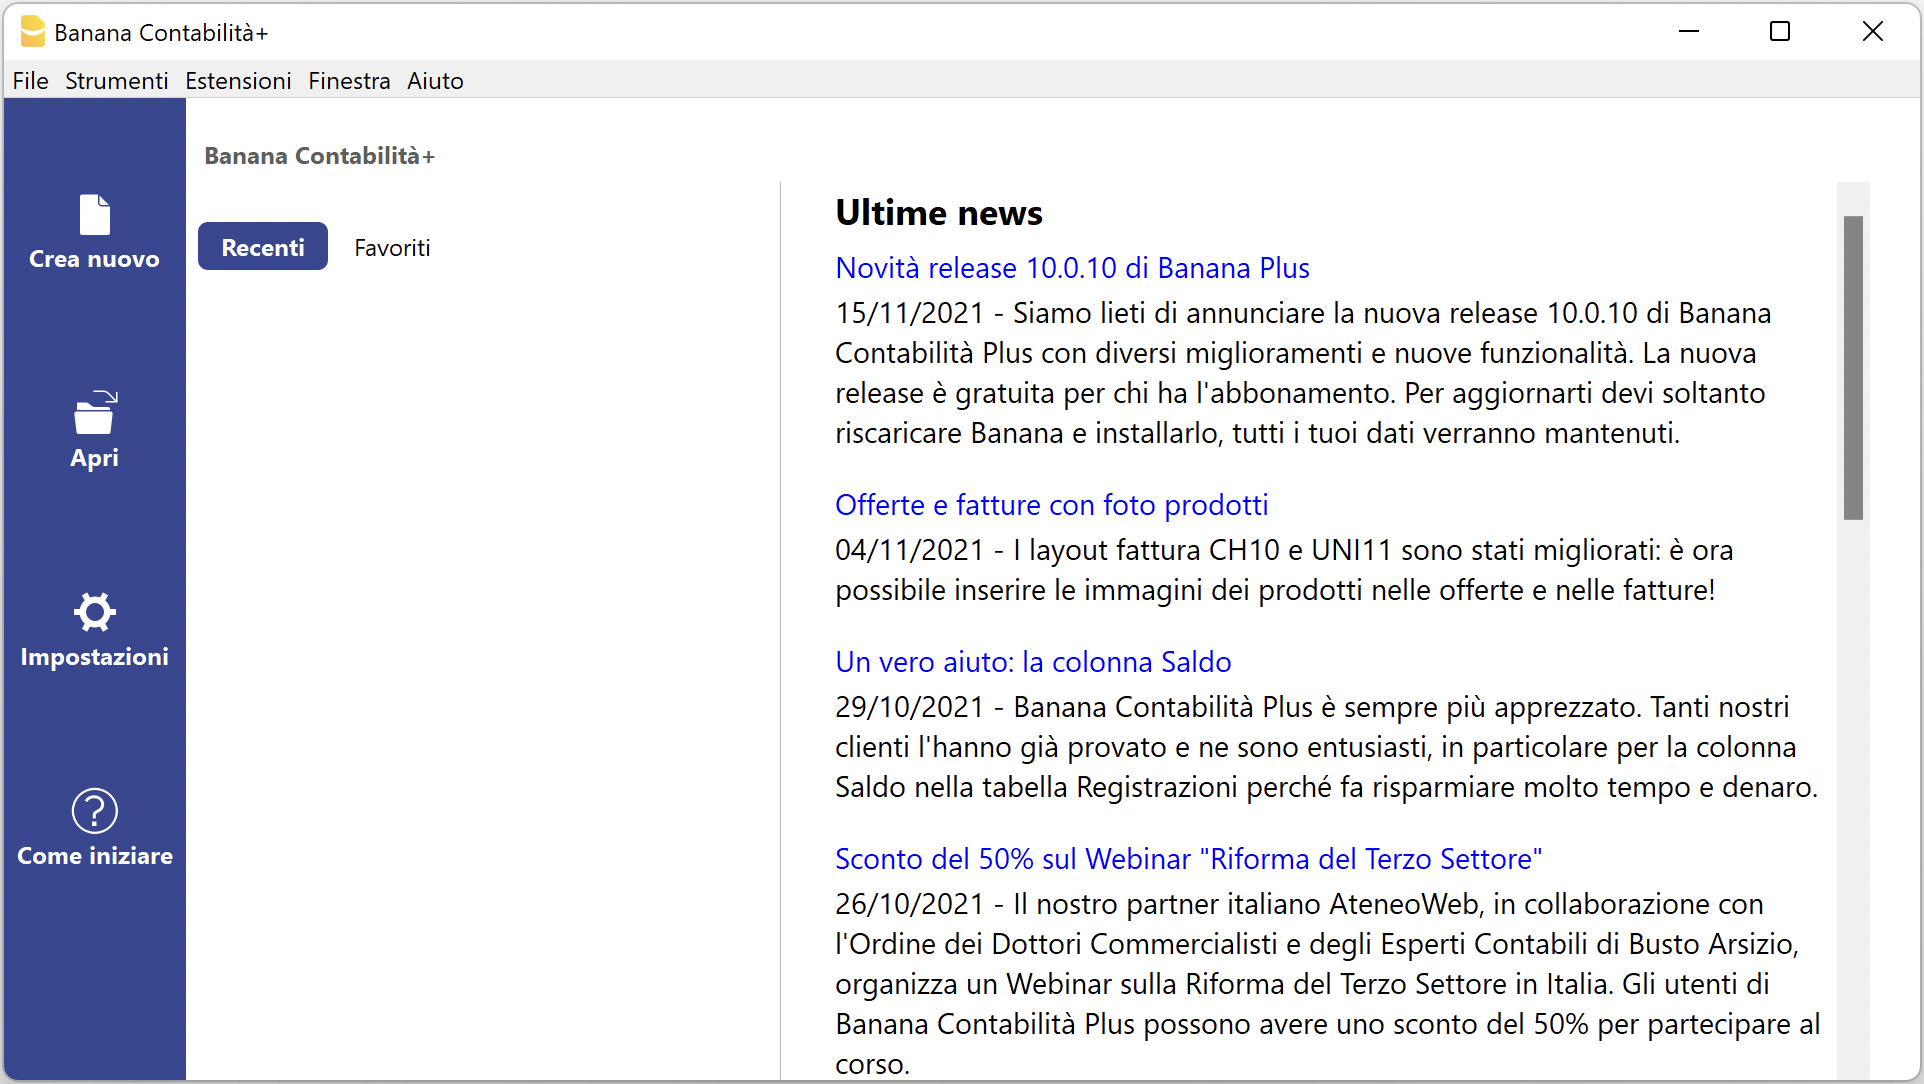 Banana Contabilità+
File Strumenti Estensioni Finestra Aiuto
Crea nuovo
Apri
Impostazioni
Come iniziare
Banana Contabilità+
Recenti Favoriti
Ultime news
Novità release 10.0.10 di Banana Plus
15/11/2021 - Siamo lieti di annunciare la nuova release 10.0.10 di Banana
Contabilità Plus con diversi miglioramenti e nuove funzionalità. La nuova
release è gratuita per chi ha l'abbonamento. Per aggiornarti devi soltanto
riscaricare Banana e installarlo, tutti i tuoi dati verranno mantenuti.
Offerte e fatture con foto prodotti
04/11/2021 - I layout fattura CH10 e UNI11 sono stati migliorati: è ora
possibile inserire le immagini dei prodotti nelle offerte e nelle fatture!
Un vero aiuto: la colonna Saldo
29/10/2021 - Banana Contabilità Plus è sempre più apprezzato. Tanti nostri
clienti l'hanno già provato e ne sono entusiasti, in particolare per la colonna
Saldo nella tabella Registrazioni perché fa risparmiare molto tempo e denaro.
Sconto del 50% sul Webinar "Riforma del Terzo Settore"
26/10/2021 - Il nostro partner italiano AteneoWeb, in collaborazione con
l'Ordine dei Dottori Commercialisti e degli Esperti Contabili di Busto Arsizio,
organizza un Webinar sulla Riforma del Terzo Settore in Italia. Gli utenti di
Banana Contabilità Plus possono avere uno sconto del 50% per partecipare al
corso.